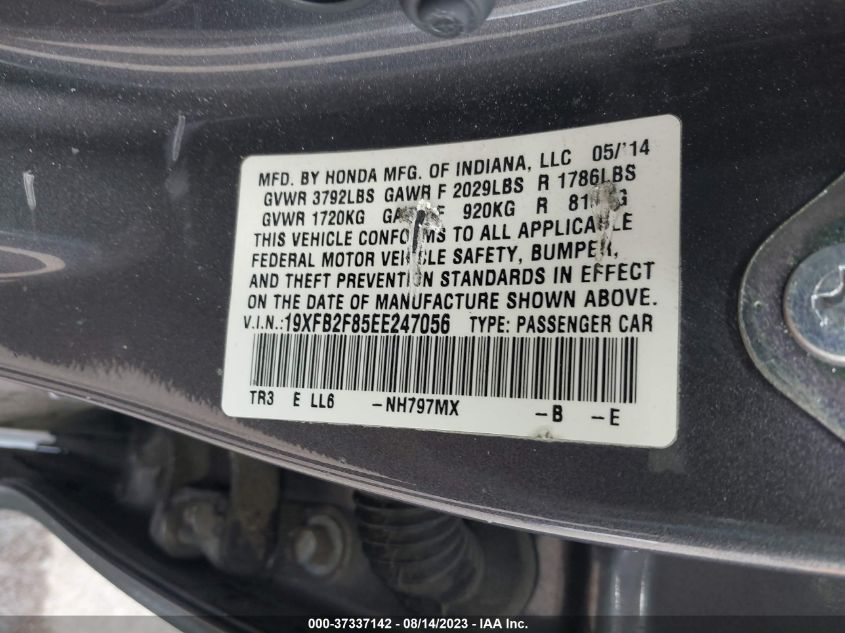 MFD. BY HONDA MFG. OF INDIANA, LLC 05/'14
GVWR 3792LBS GAWR F 2029LBS R 1786LBS
GVWR 1720KG 920KG R
THIS VEHICLE CONFORMS TO ALL APPLICABLE
FEDERAL MOTOR VEHICLE SAFETY, BUMPER,
AND THEFT PREVENTION STANDARDS IN EFFECT
ON THE DATE OF MANUFACTURE SHOWN ABOVE.
V.I.N.:19XFB2F85EE247056 TYPE: PASSENGER CAR
TR3 E LL6 -NH797MX -B -E
000-37337142 - 08/14/2023 - IAA Inc.